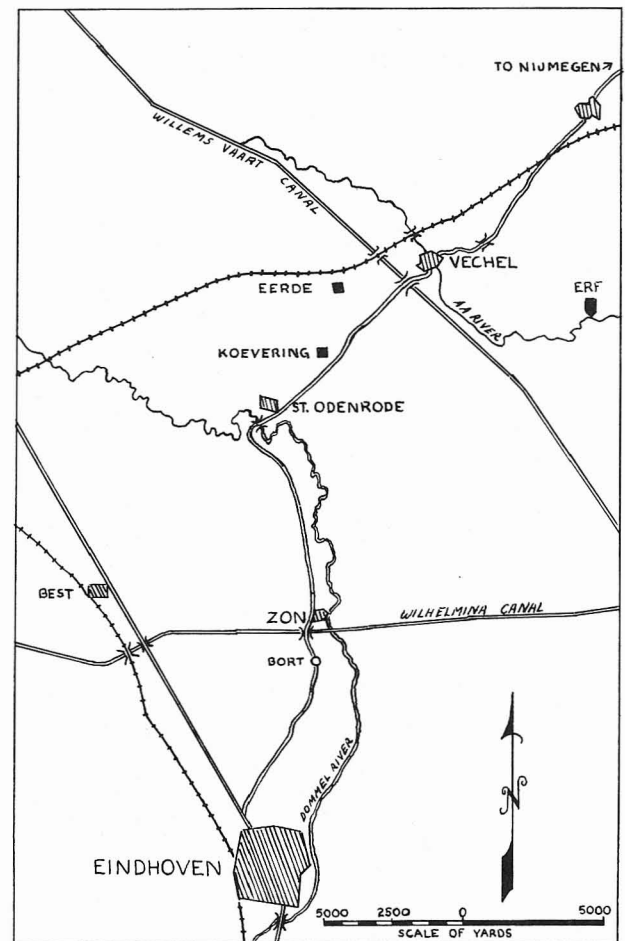 TO NIJMEGEN
WILLEMS VAART CANAL
VECHEL
EERDE
ERF
AA RIVER
KOEVERING
ST. ODENRODE
BEST
ZON
WILHELMINA CANAL
BORT
DOMMEL RIVER
N
EINDHOVEN
5000 2500 0 5000
SCALE OF YARDS